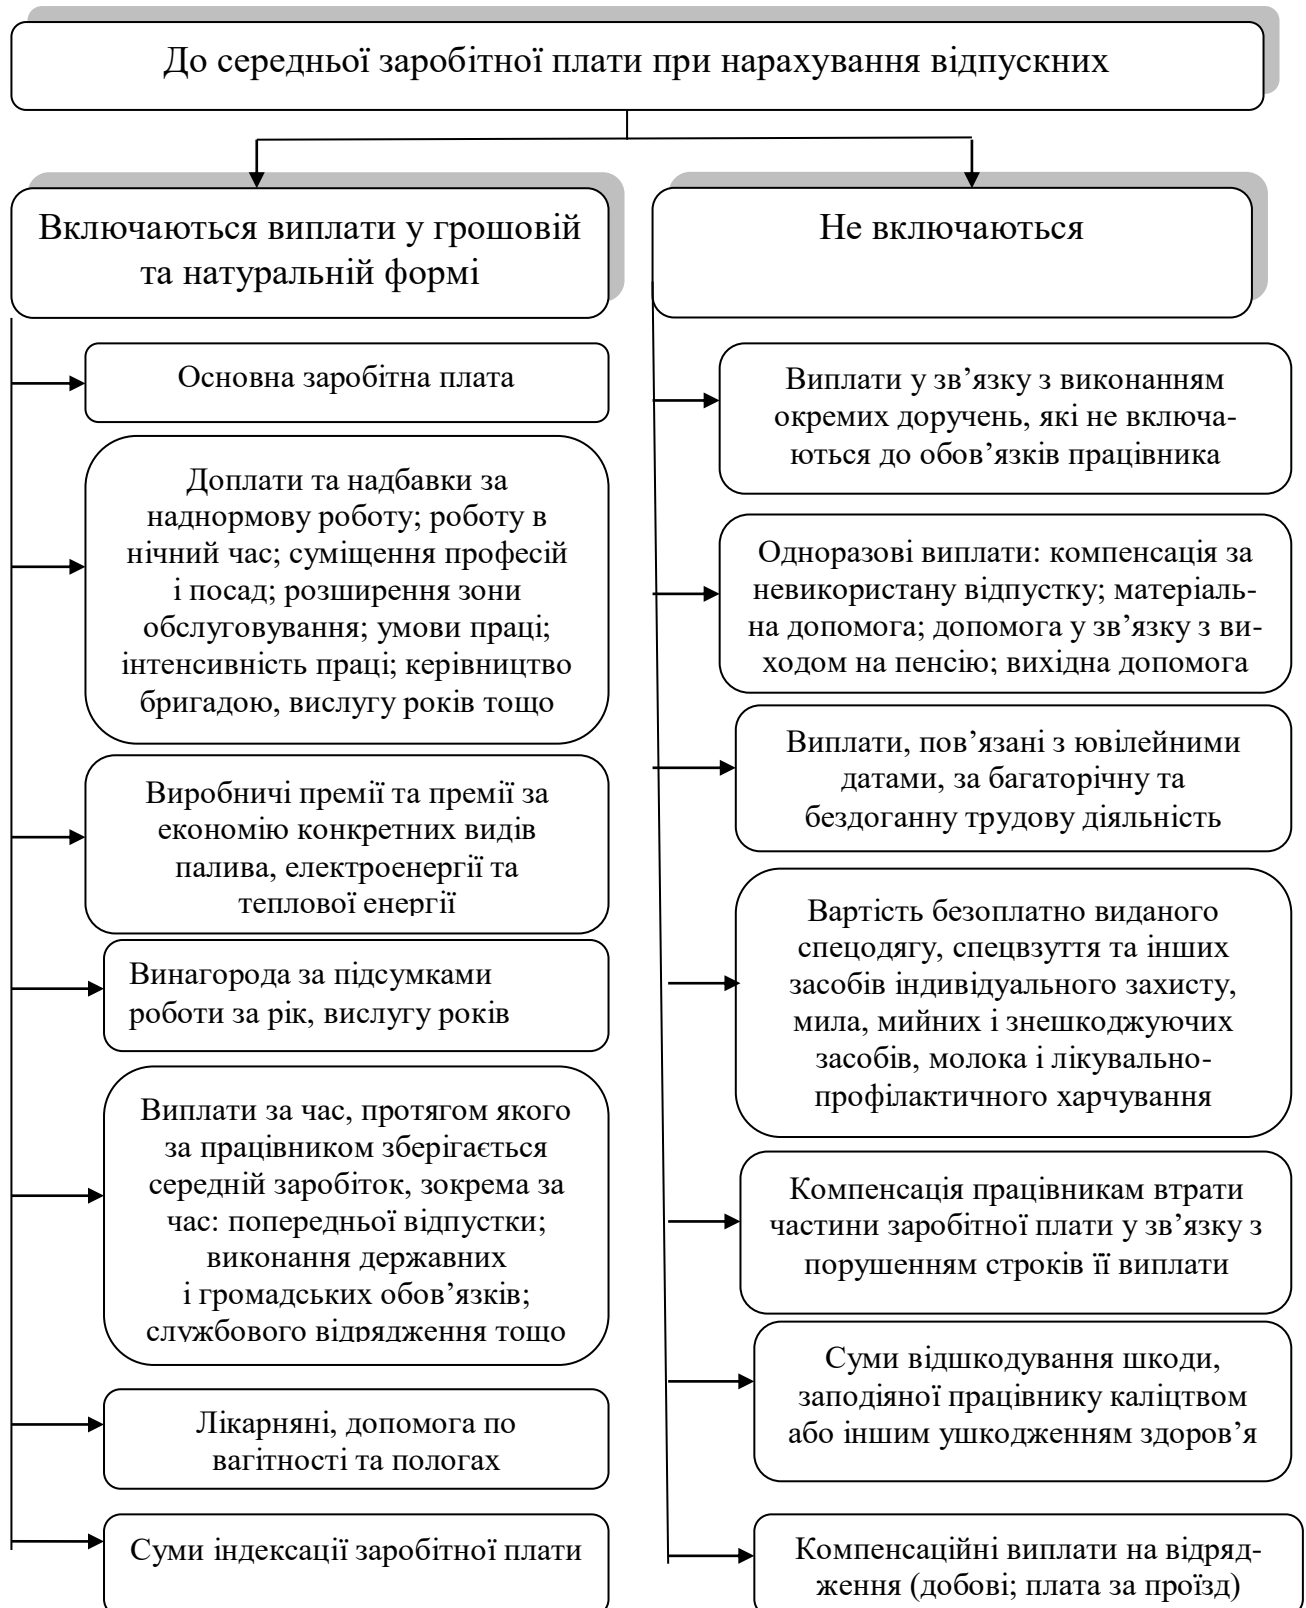 До середньої заробітної плати при нарахування відпускних
Включаються виплати у грошовій
та натуральній формі
Основна заробітна плата
Доплати та надбавки за
наднормову роботу; роботу в
нічний час; суміщення професій
і посад; розширення зони
обслуговування; умови праці;
інтенсивність праці; керівництво
бригадою, вислугу років тощо
Виробничі премії та премії за
економію конкретних видів
палива, електроенергії та
теплової енергії
Винагорода за підсумками
роботи за рік, вислугу років
Виплати за час, протягом якого
за працівником зберігається
середній заробіток, зокрема за
час: попередньої відпустки;
виконання державних
і громадських обов’язків;
службового відрядження тощо
Лікарняні, допомога по
вагітності та пологах
Суми індексації заробітної плати
Не включаються
Виплати у зв’язку з виконанням
окремих доручень, які не включа-
ються до обов’язків працівника
Одноразові виплати: компенсація за
невикористану відпустку; матеріаль-
на допомога; допомога у зв’язку з ви-
ходом на пенсію; вихідна допомога
Виплати, пов’язані з ювілейними
датами, за багаторічну та
бездоганну трудову діяльність
Вартість безоплатно виданого
спецодягу, спецвзуття та інших
засобів індивідуального захисту,
мила, мийних і знешкоджуючих
засобів, молока і лікувально-
профілактичного харчування
Компенсація працівникам втрати
частини заробітної плати у зв’язку з
порушенням строків її виплати
Суми відшкодування шкоди,
заподіяної працівнику каліцтвом
або іншим ушкодженням здоров’я
Компенсаційні виплати на відряд-
ження (добові; плата за проїзд)